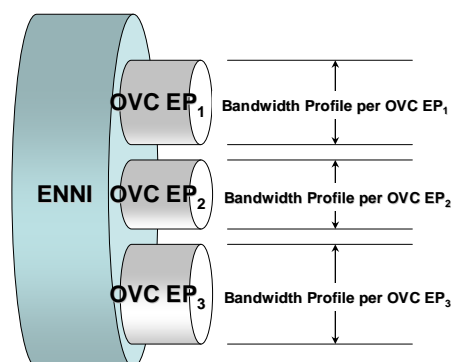 OVC EP₁ Bandwidth Profile per OVC EP₁
ENNI OVC EP₂ Bandwidth Profile per OVC EP₂
OVC EP₃ Bandwidth Profile per OVC EP₃